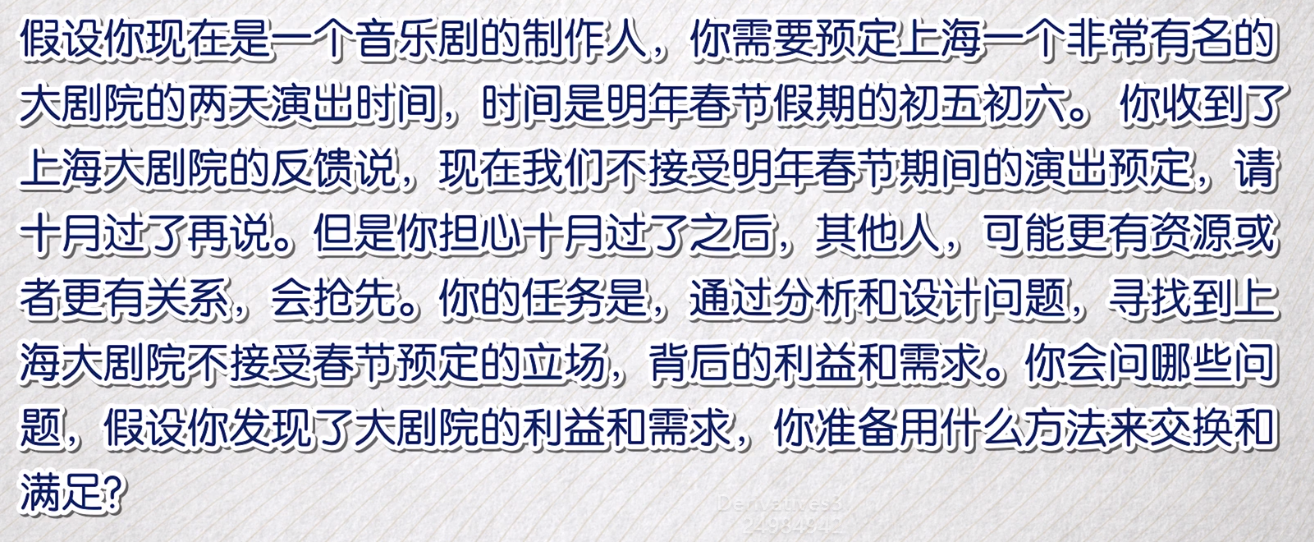 假设你现在是一个音乐剧的制作人，你需要预定上海一个非常有名的
大剧院的两天演出时间，时间是明年春节假期的初五初六。 你收到了
上海大剧院的反馈说，现在我们不接受明年春节期间的演出预定，请
十月过了再说。但是你担心十月过了之后，其他人，可能更有资源或
者更有关系，会抢先。你的任务是，通过分析和设计问题，寻找到上
海大剧院不接受春节预定的立场，背后的利益和需求。你会问哪些问
题，假设你发现了大剧院的利益和需求，你准备用什么方法来交换和
满足？